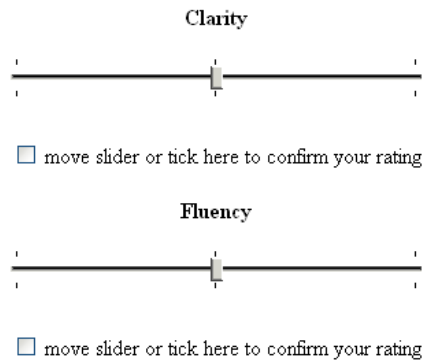 Clarity
move slider or tick here to confirm your rating
Fluency
move slider or tick here to confirm your rating